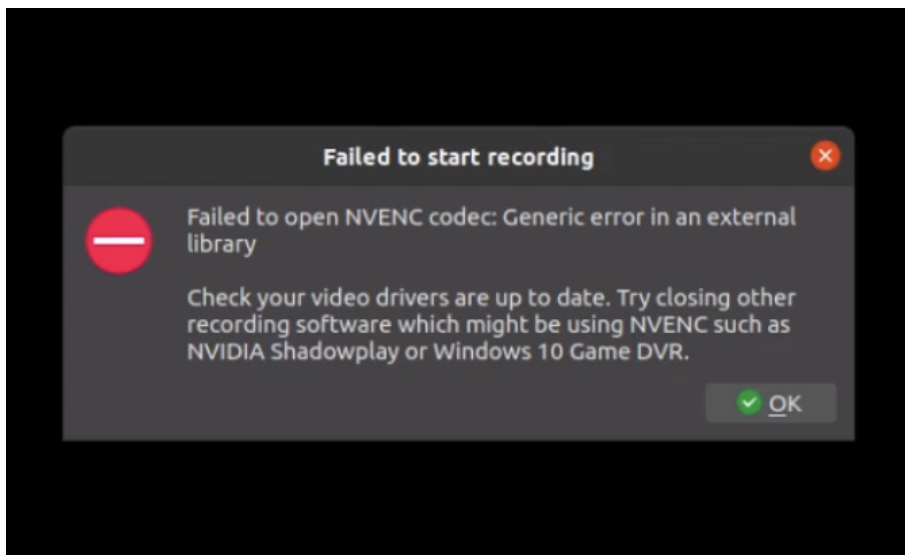 Failed to start recording
Failed to open NVENC codec: Generic error in an external
library
Check your video drivers are up to date. Try closing other
recording software which might be using NVENC such as
NVIDIA Shadowplay or Windows 10 Game DVR.
OK